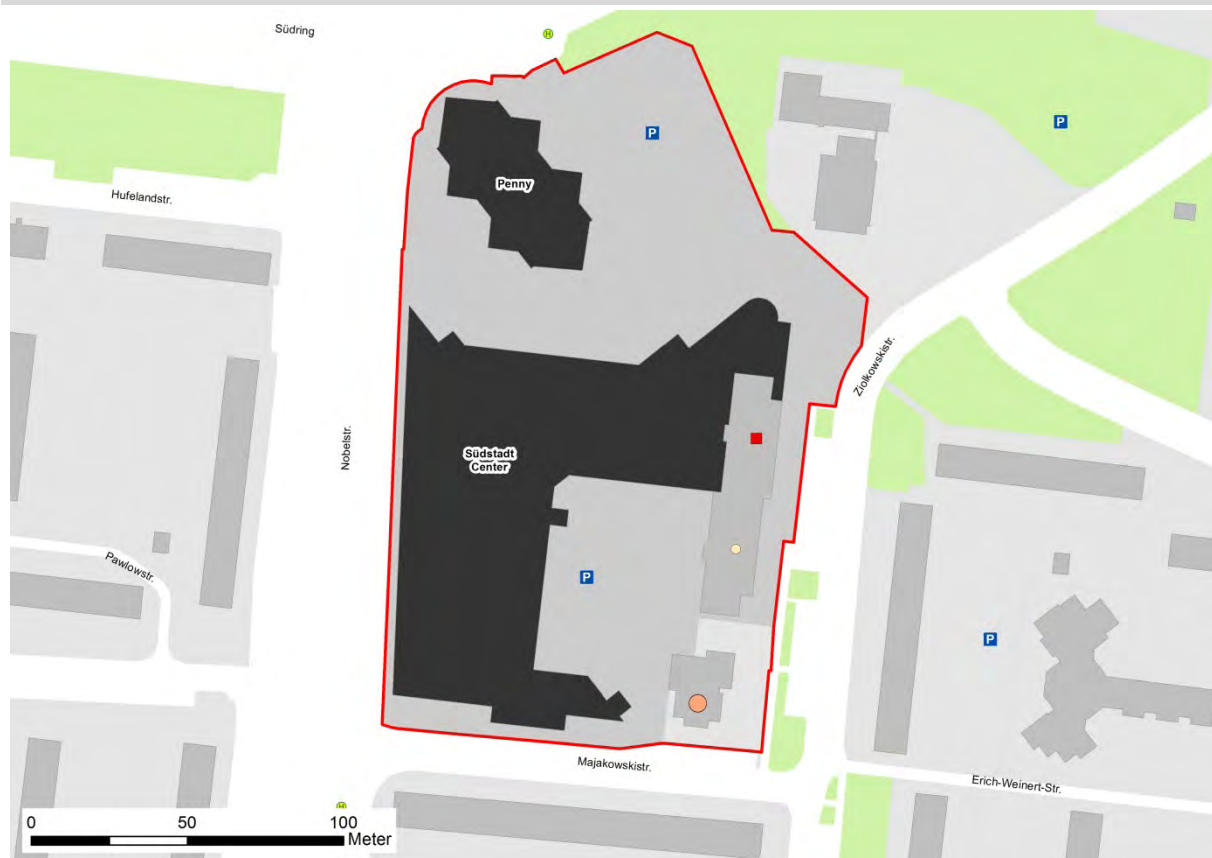 Südring
H
P
P
Penny
Hufelandstr.
Ziolkowskistr.
Nobelstr.
Südstadt
Center
Pawlowstr.
P
P
Majakowskistr.
Erich-Weinert-Str.
H
0 50 100
Meter